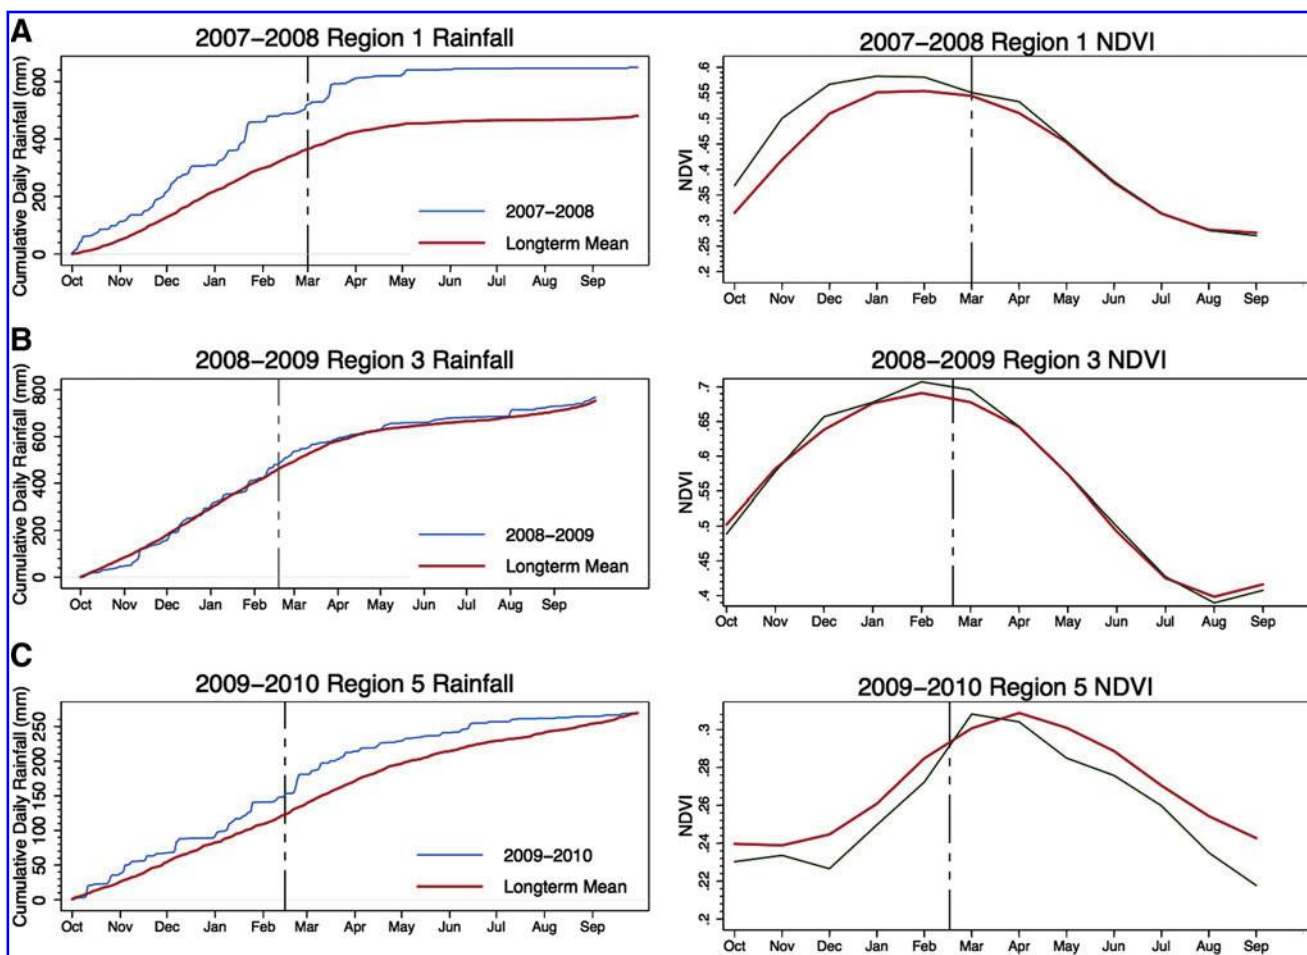 A
2007–2008 Region 1 Rainfall
Cumulative Daily Rainfall (mm)
600
400
200
0
2007–2008
Longterm Mean
Oct Nov Dec Jan Feb Mar Apr May Jun Jul Aug Sep
2007–2008 Region 1 NDVI
NDVI
.6
.55
.5
.45
.4
.35
.3
.25
.2
Oct Nov Dec Jan Feb Mar Apr May Jun Jul Aug Sep
B
2008–2009 Region 3 Rainfall
Cumulative Daily Rainfall (mm)
800
600
400
200
0
2008–2009
Longterm Mean
Oct Nov Dec Jan Feb Mar Apr May Jun Jul Aug Sep
2008–2009 Region 3 NDVI
NDVI
.7
.65
.6
.55
.5
.45
.4
Oct Nov Dec Jan Feb Mar Apr May Jun Jul Aug Sep
C
2009–2010 Region 5 Rainfall
Cumulative Daily Rainfall (mm)
250
200
150
100
50
0
2009–2010
Longterm Mean
Oct Nov Dec Jan Feb Mar Apr May Jun Jul Aug Sep
2009–2010 Region 5 NDVI
NDVI
.3
.28
.26
.24
.22
.2
Oct Nov Dec Jan Feb Mar Apr May Jun Jul Aug Sep